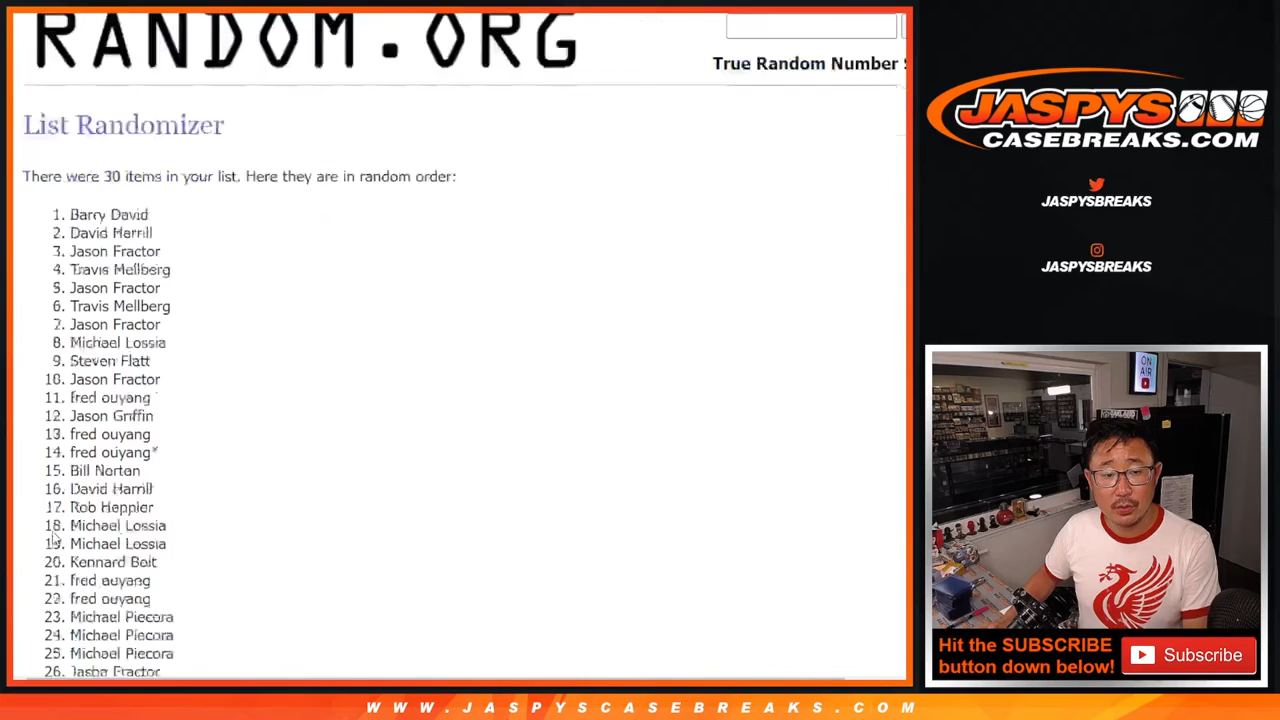 RANDOM.ORG
True Random Number
List Randomizer
There were 30 items in your list. Here they are in random order:
1. Barry David
2. David Harrill
3. Jason Fractor
4. Travis Mellberg
5. Jason Fractor
6. Travis Mellberg
7. Jason Fractor
8. Michael Lossia
9. Steven Flatt
10. Jason Fractor
11. fred ouyang
12. Jason Griffin
13. fred ouyang
14. fred ouyang*
15. Bill Norton
16. David Harrill
17. Rob Heppler
18. Michael Lossia
19. Michael Lossia
20. Kennard Bolt
21. fred ouyang
22. fred ouyang
23. Michael Piecora
24. Michael Piecora
25. Michael Piecora
26. Jason Fractor
JASPYS
CASEBREAKS.COM
JASPYSBREAKS
JASPYSBREAKS
ON
AIR
Hit the SUBSCRIBE
button down below!
Subscribe
WWW.JASPYSCASEBREAKS.COM